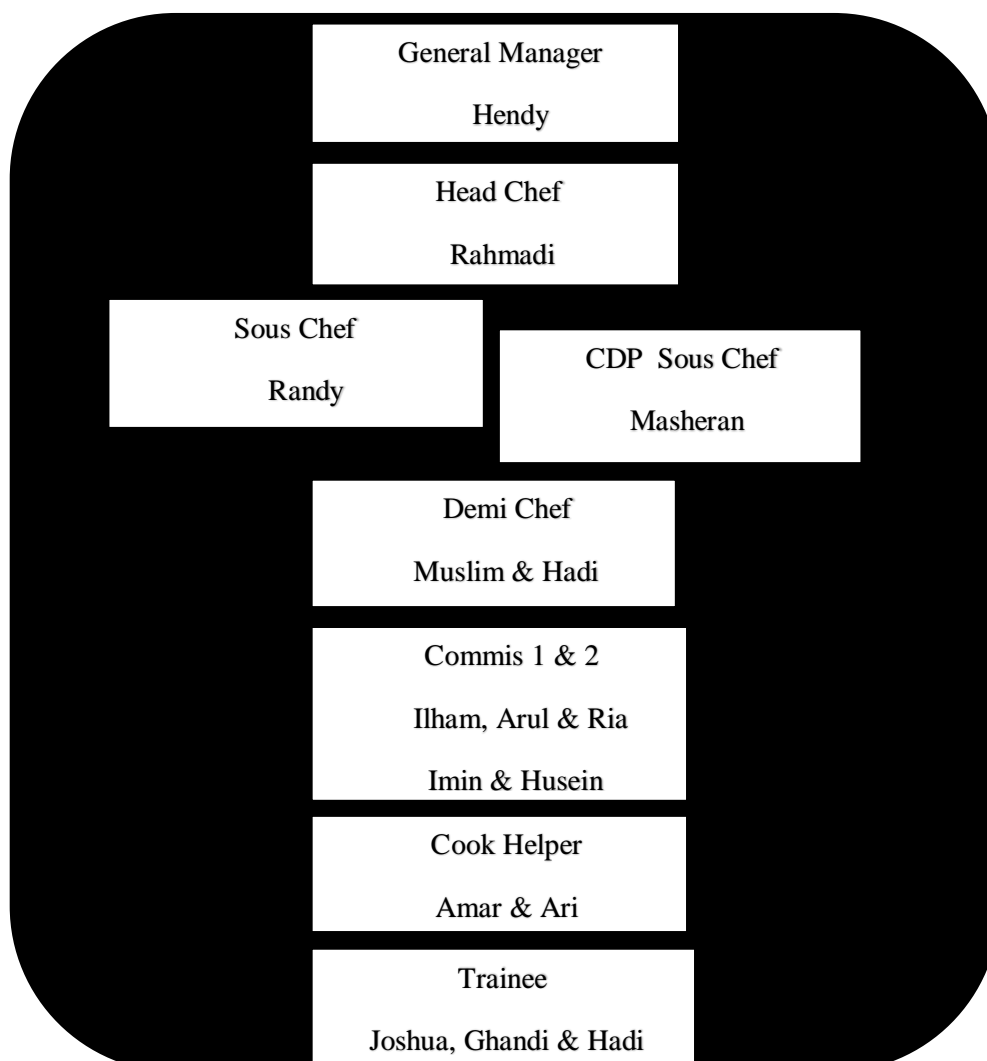 General Manager
Hendy
Head Chef
Rahmadi
Sous Chef
Randy
CDP  Sous Chef
Masheran
Demi Chef
Muslim & Hadi
Commis 1 & 2
Ilham, Arul & Ria
Imin & Husein
Cook Helper
Amar & Ari
Trainee
Joshua, Ghandi & Hadi